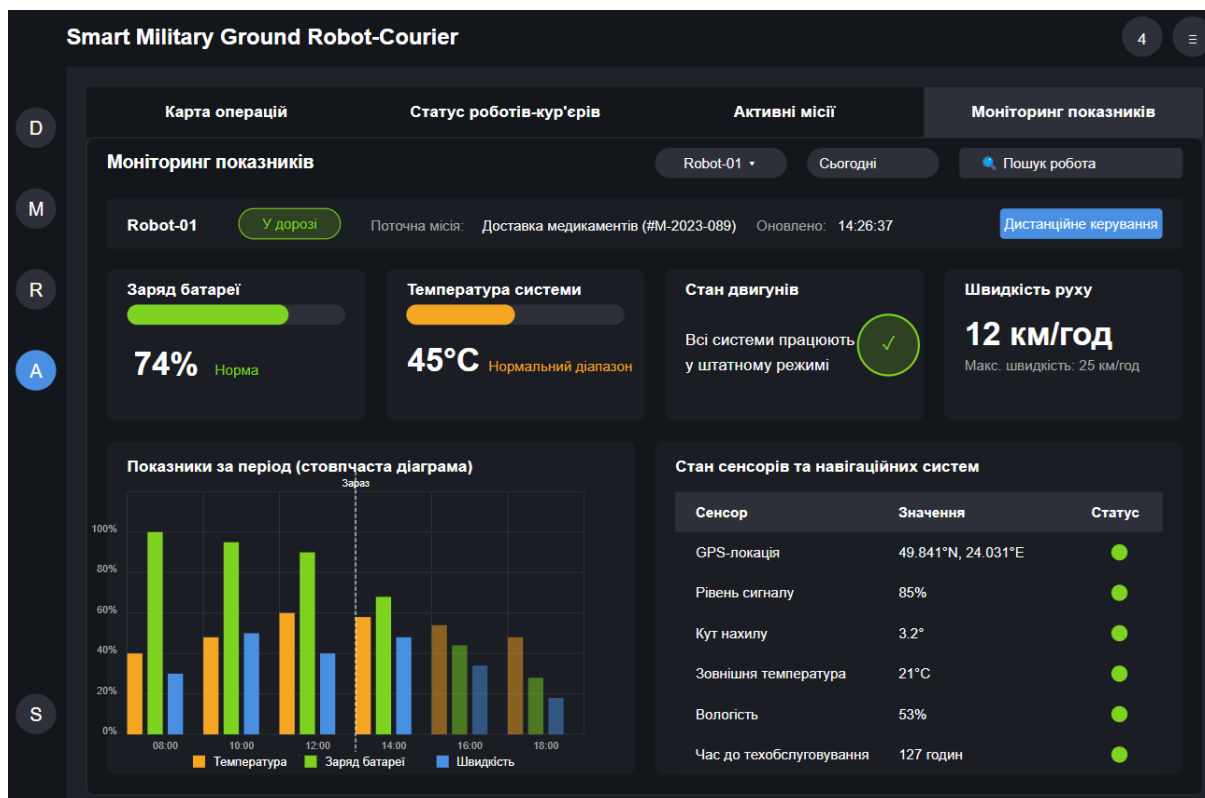 Smart Military Ground Robot-Courier
4
≡
D
M
R
A
S
Карта операцій
Статус роботів-кур'єрів
Активні місії
Моніторинг показників
Моніторинг показників
Robot-01 ▾
Сьогодні
Пошук робота
Robot-01
У дорозі
Поточна місія: Доставка медикаментів (#M-2023-089)
Оновлено: 14:26:37
Дистанційне керування
Заряд батареї
74% Норма
Температура системи
45°C Нормальний діапазон
Стан двигунів
Всі системи працюють
у штатному режимі
✓
Швидкість руху
12 км/год
Макс. швидкість: 25 км/год
Показники за період (стовпчаста діаграма)
Зараз
100%
80%
60%
40%
20%
0%
08:00 10:00 12:00 14:00 16:00 18:00
Температура Заряд батареї Швидкість
Стан сенсорів та навігаційних систем
Сенсор Значення Статус
GPS-локація 49.841°N, 24.031°E
Рівень сигналу 85%
Кут нахилу 3.2°
Зовнішня температура 21°C
Вологість 53%
Час до техобслуговування 127 годин